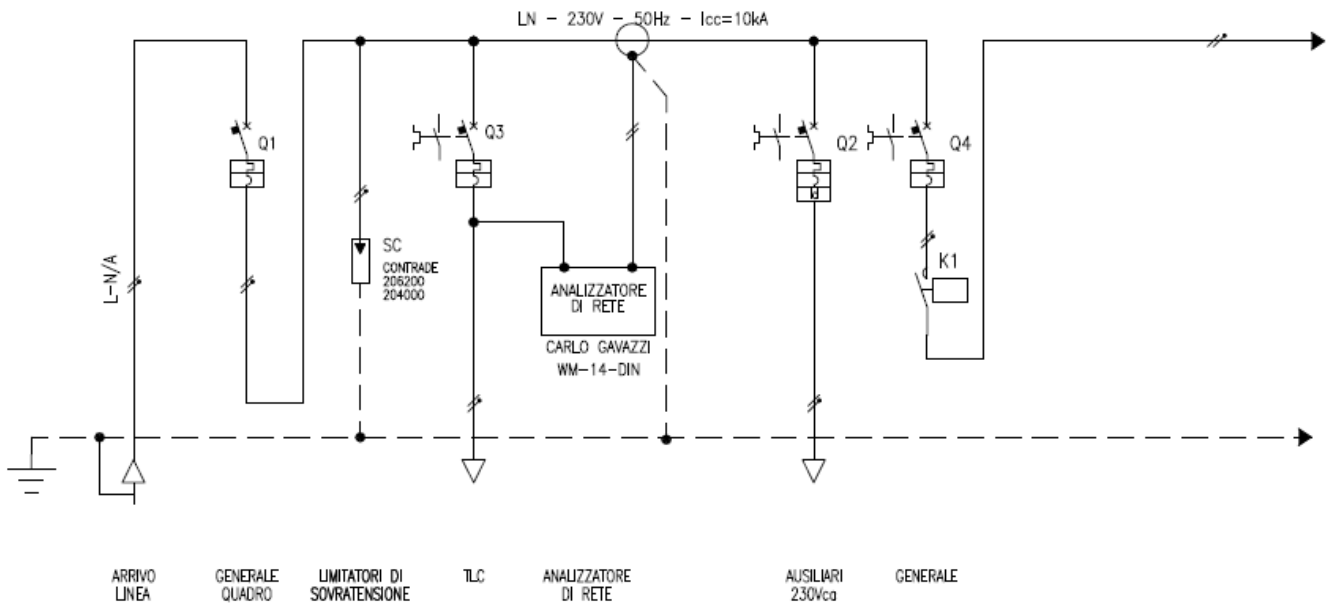 LN - 230V - 50Hz - Icc=10kA
Q1
Q3
Q2
Q4
L-N/A
SC
CONTRADE
206200
204000
K1
Id
ANALIZZATORE
DI RETE
CARLO GAVAZZI
WM-14-DIN
ARRIVO
LINEA
GENERALE
QUADRO
LIMITATORI DI
SOVRATENSIONE
TLC
ANALIZZATORE
DI RETE
AUSILIARI
230Vca
GENERALE